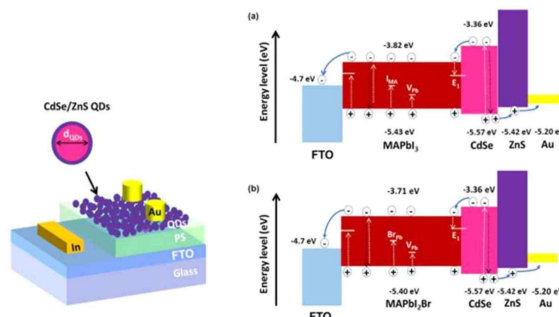 CdSe/ZnS QDs
dQDs
Au
QDs
PS
In
FTO
Glass
(a)
Energy level (eV)
-3.36 eV
-3.82 eV
-4.7 eV
IMA
VPb
E1
-5.43 eV
-5.57 eV
-5.42 eV
-5.20 eV
FTO
MAPbI3
CdSe
ZnS
Au
(b)
Energy level (eV)
-3.36 eV
-3.71 eV
-4.7 eV
BrPb
VPb
E1
-5.40 eV
-5.57 eV
-5.42 eV
-5.20 eV
FTO
MAPbI2Br
CdSe
ZnS
Au